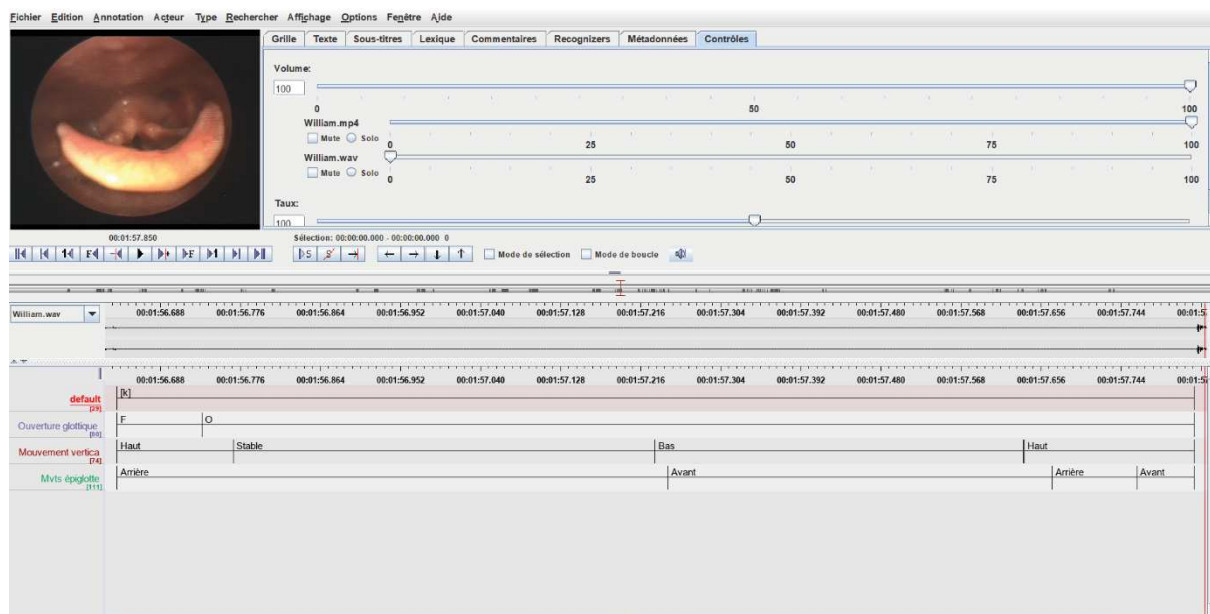 Fichier Edition Annotation Acteur Type Rechercher Affichage Options Fenêtre Aide
Grille Texte Sous-titres Lexique Commentaires Recognizers Métadonnées Contrôles
Volume:
100
0 50 100
William.mp4
Mute Solo
0 25 50 75 100
William.wav
Mute Solo
0 25 50 75 100
Taux:
100
00:01:57.850 Sélection: 00:00:00.000 - 00:00:00.000 0
1 F F 1 S S Mode de sélection Mode de boucle
William.wav 00:01:56.688 00:01:56.776 00:01:56.864 00:01:56.952 00:01:57.040 00:01:57.128 00:01:57.216 00:01:57.304 00:01:57.392 00:01:57.480 00:01:57.568 00:01:57.656 00:01:57.744 00:01:5
00:01:56.688 00:01:56.776 00:01:56.864 00:01:56.952 00:01:57.040 00:01:57.128 00:01:57.216 00:01:57.304 00:01:57.392 00:01:57.480 00:01:57.568 00:01:57.656 00:01:57.744
default [k]
[29]
Ouverture glottique F O
Mouvement vertica Haut Stable Bas Haut
[74]
Mvts épiglotte Arrière Avant Arrière Avant
[111]